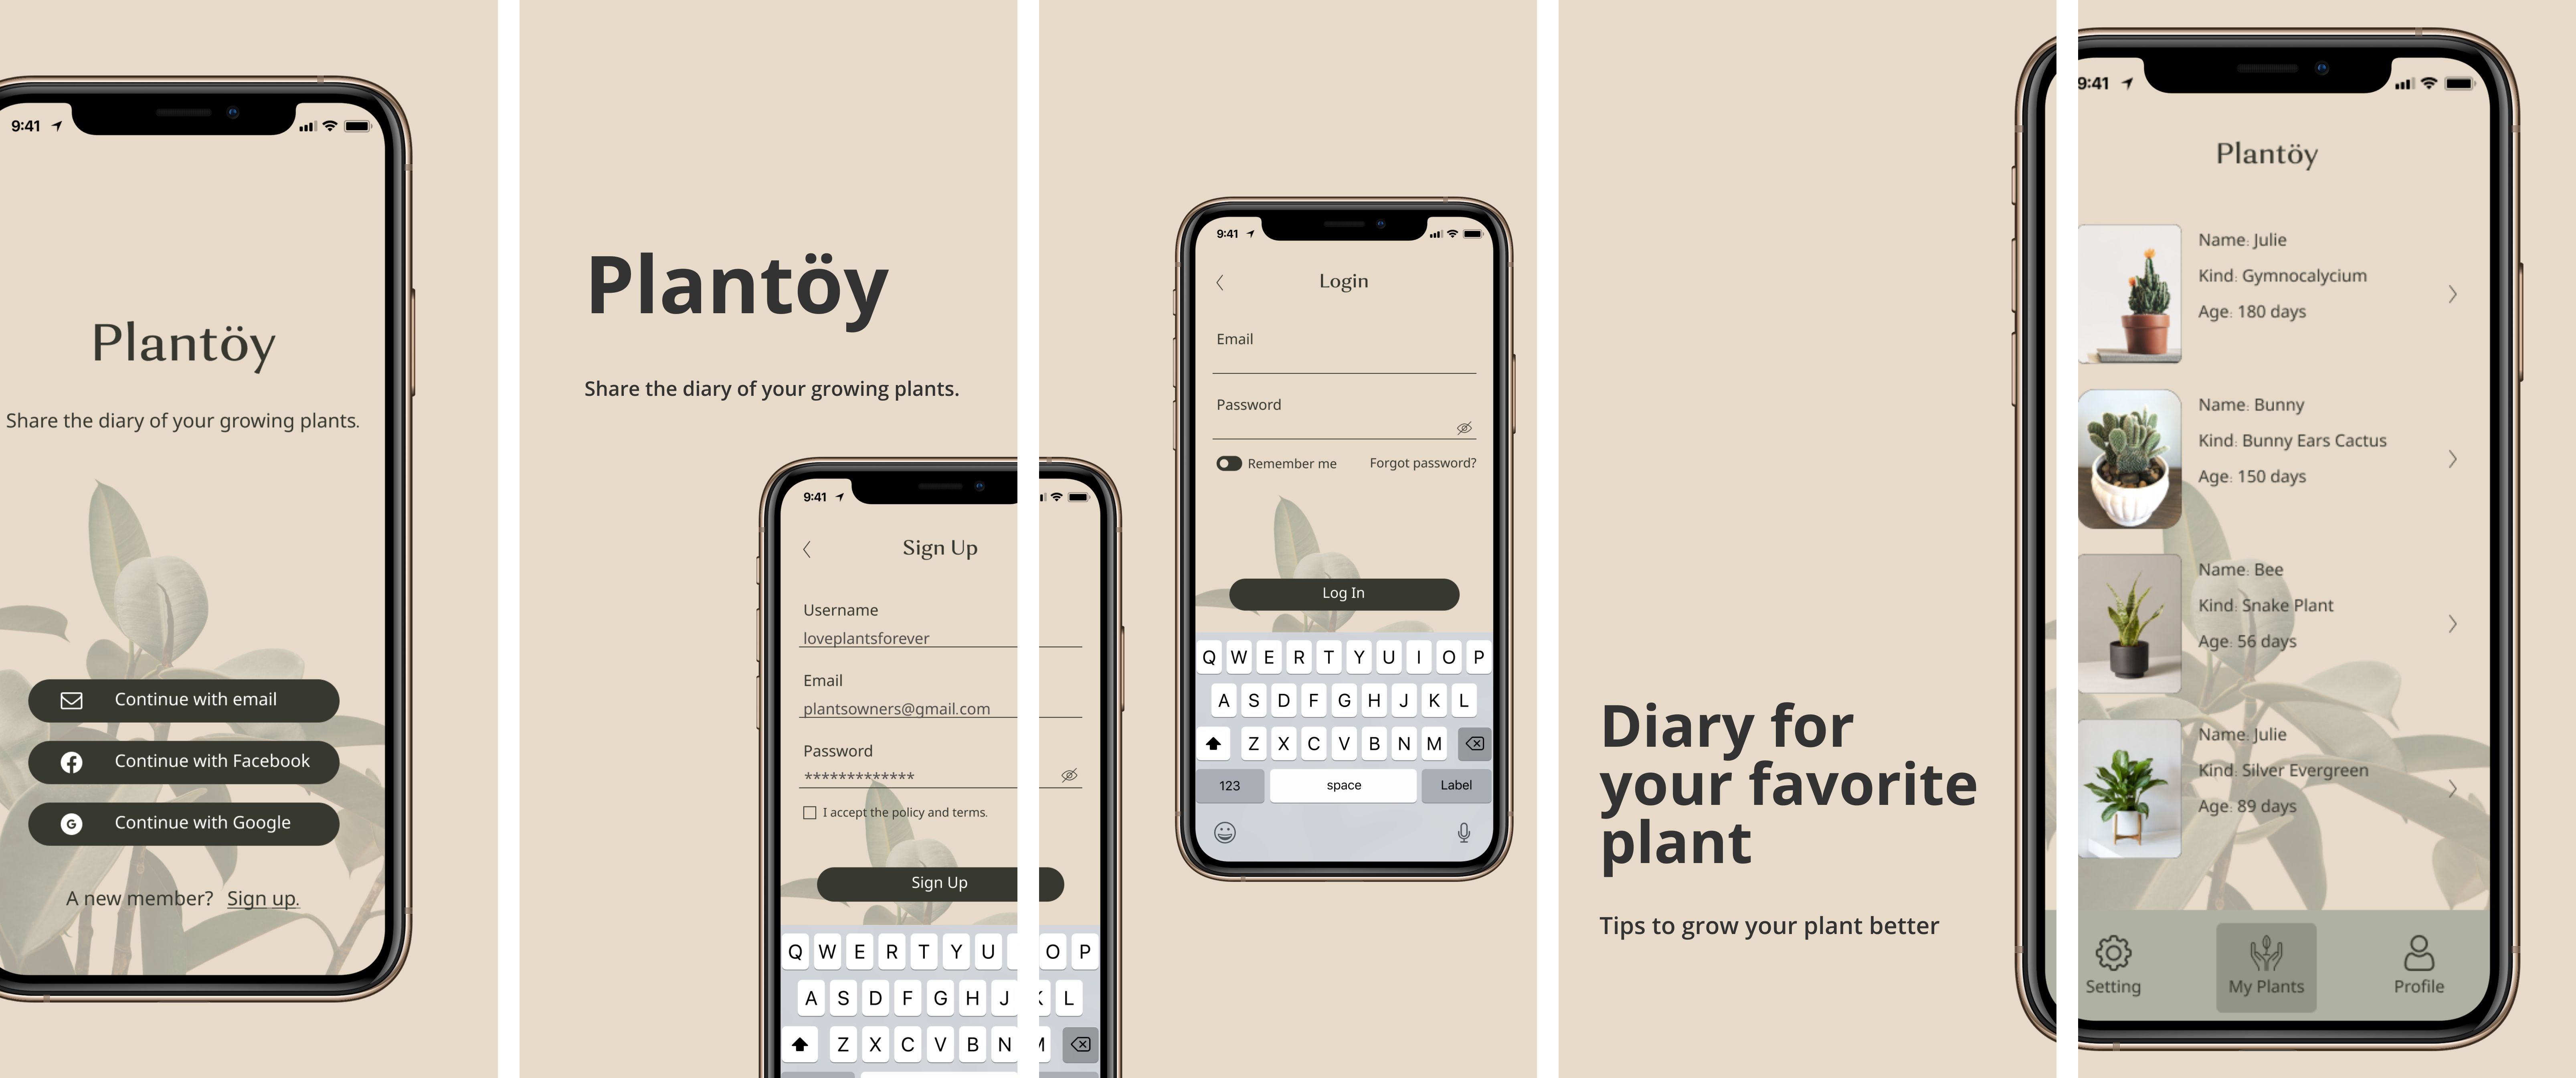 9:41
Plantöy
Share the diary of your growing plants.
Continue with email
Continue with Facebook
G Continue with Google
A new member? Sign up.
Plantöy
Share the diary of your growing plants.
9:41
Sign Up
Username
loveplantsforever
Email
plantsowners@gmail.com
Password
*************
I accept the policy and terms.
Sign Up
Q W E R T Y U O P
A S D F G H J K L
Z X C V B N M
9:41
Login
Email
Password
Remember me Forgot password?
Log In
Q W E R T Y U I O P
A S D F G H J K L
Z X C V B N M
123 space Label
Diary for
your favorite
plant
Tips to grow your plant better
9:41
Plantöy
Name: Julie
Kind: Gymnocalycium
Age: 180 days
Name: Bunny
Kind: Bunny Ears Cactus
Age: 150 days
Name: Bee
Kind: Snake Plant
Age: 56 days
Name: Julie
Kind: Silver Evergreen
Age: 89 days
Setting My Plants Profile